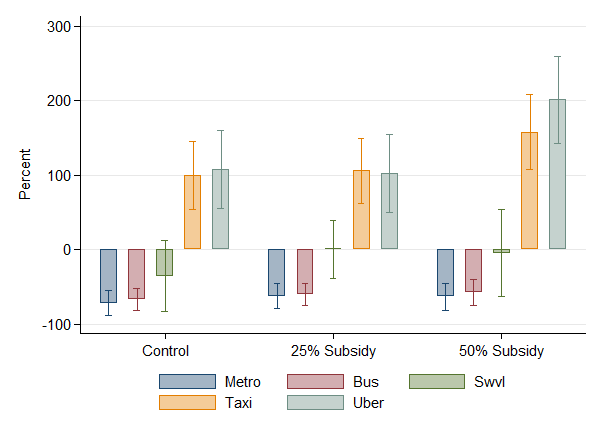 300
200
100
0
-100
Percent
Control 25% Subsidy 50% Subsidy
Metro Bus Swvl
Taxi Uber